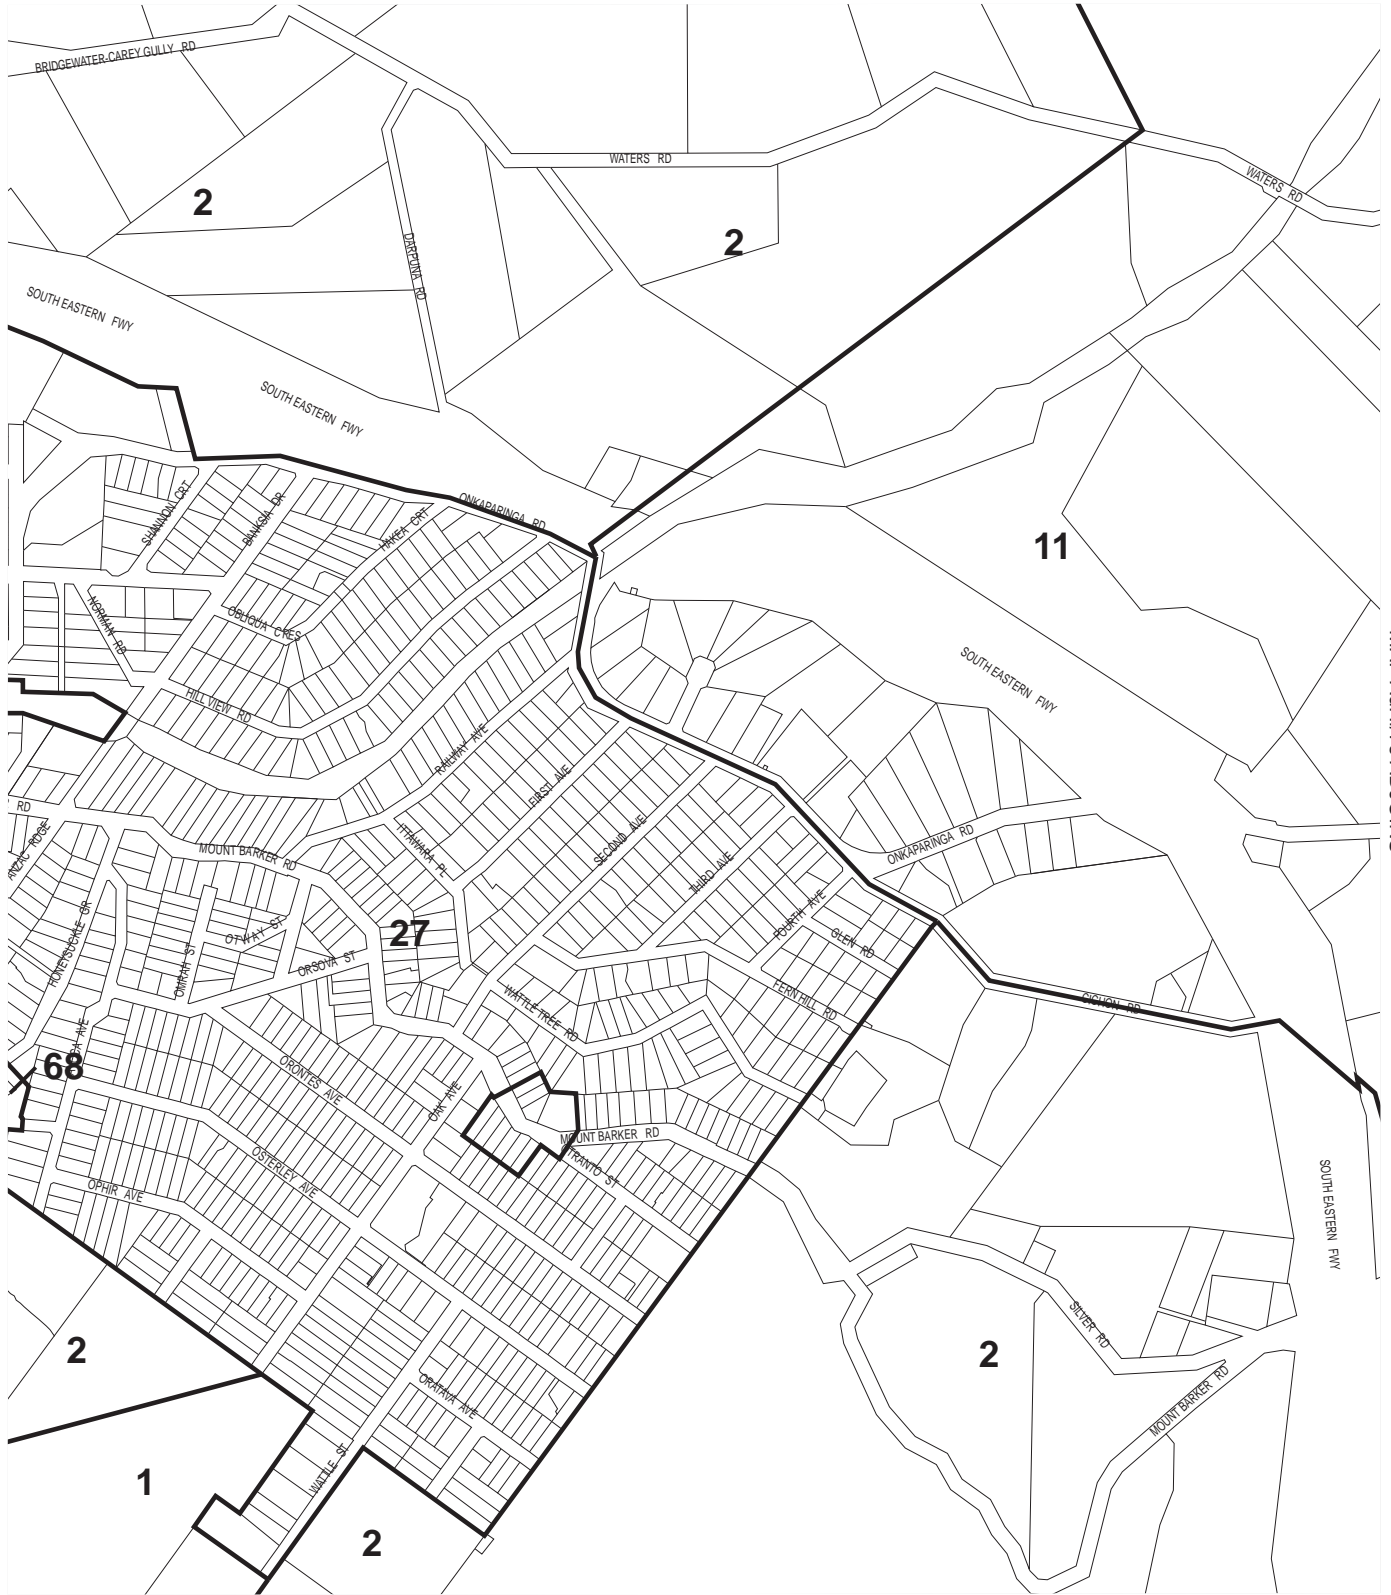 BRIDGEWATER-CAREY GULLY RD
WATERS RD
WATERS RD
2
2
DARPUNA RD
SOUTH EASTERN FWY
SOUTH EASTERN FWY
ONKAPARINGA RD
SHANNON CRT
BANKSIA DR
HAKEA CRT
11
NORMAN RD
OBLIQUA CRES
SOUTH EASTERN FWY
HILL VIEW RD
RAILWAY AVE
FIRST AVE
RD
SECOND AVE
ITTAWARA PL
ONKAPARINGA RD
MOUNT BARKER RD
THIRD AVE
FOURTH AVE
HONEYSUCKLE GR
OTWAY ST
27
GLEN RD
ORSOVA ST
OMRAH ST
WATTLE TREE RD
FERN HILL RD
68
ORONTES AVE
OAK AVE
MOUNT BARKER RD
OSTERLEY AVE
TRANTO ST
OPHIR AVE
SOUTH EASTERN FWY
2
SILVER RD
2
ORATAVA AVE
MOUNT BARKER RD
WATTLE ST
1
2